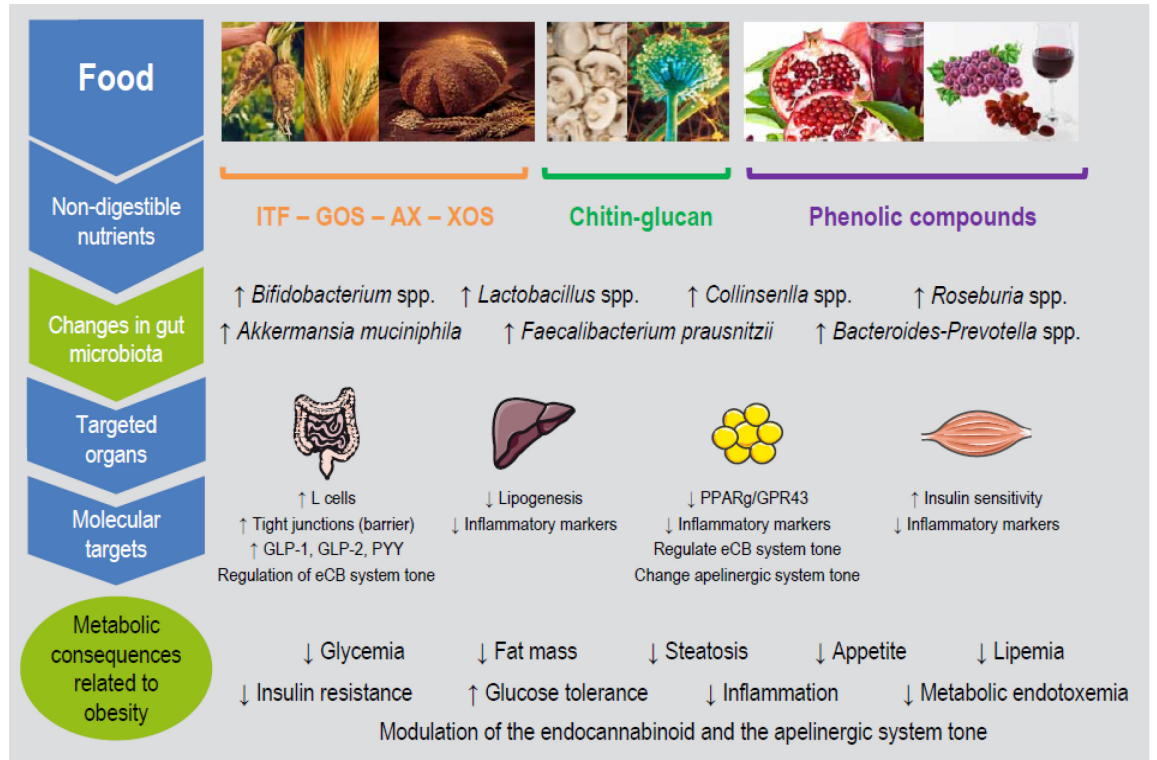 Food
Non-digestible
nutrients
ITF – GOS – AX – XOS
Chitin-glucan
Phenolic compounds
Changes in gut
microbiota
↑ Bifidobacterium spp. ↑ Lactobacillus spp. ↑ Collinsenlla spp. ↑ Roseburia spp.
↑ Akkermansia muciniphila ↑ Faecalibacterium prausnitzii ↑ Bacteroides-Prevotella spp.
Targeted
organs
Molecular
targets
↑ L cells
↑ Tight junctions (barrier)
↑ GLP-1, GLP-2, PYY
Regulation of eCB system tone
↓ Lipogenesis
↓ Inflammatory markers
↓ PPARg/GPR43
↓ Inflammatory markers
Regulate eCB system tone
Change apelinergic system tone
↑ Insulin sensitivity
↓ Inflammatory markers
Metabolic
consequences
related to
obesity
↓ Glycemia ↓ Fat mass ↓ Steatosis ↓ Appetite ↓ Lipemia
↓ Insulin resistance ↑ Glucose tolerance ↓ Inflammation ↓ Metabolic endotoxemia
Modulation of the endocannabinoid and the apelinergic system tone